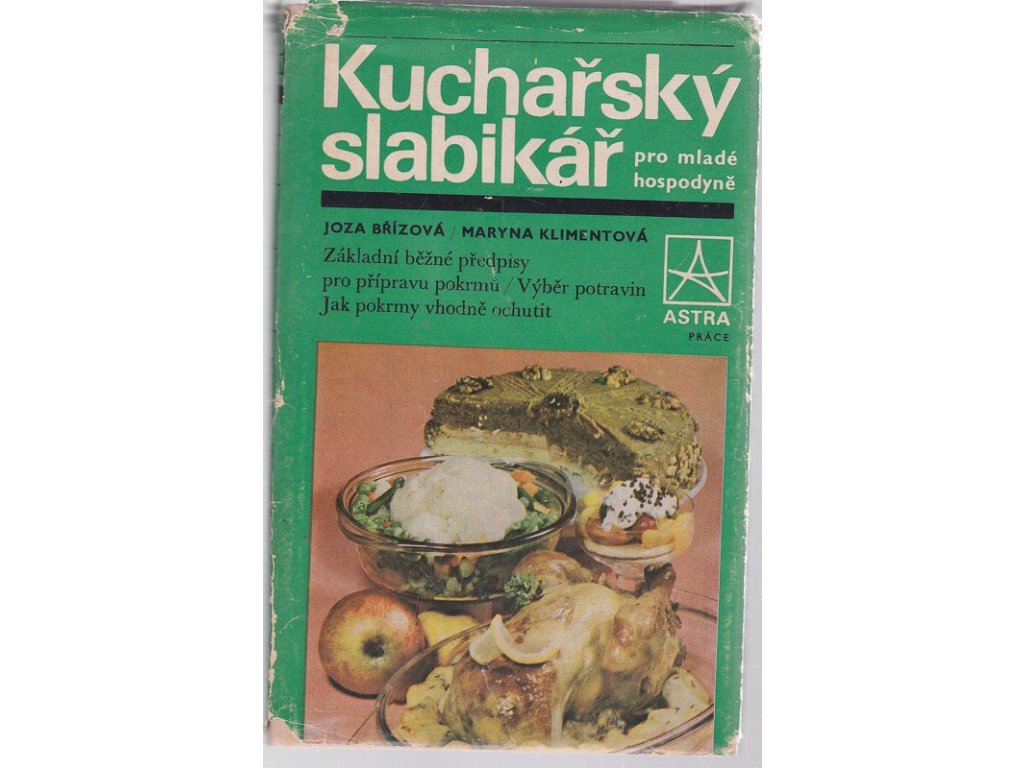 Kuchařský
slabikář
pro mladé
hospodyně
JOZA BŘÍZOVÁ / MARYNA KLIMENTOVÁ
Základní běžné předpisy
pro přípravu pokrmů / Výběr potravin
Jak pokrmy vhodně ochutit
ASTRA
PRÁCE